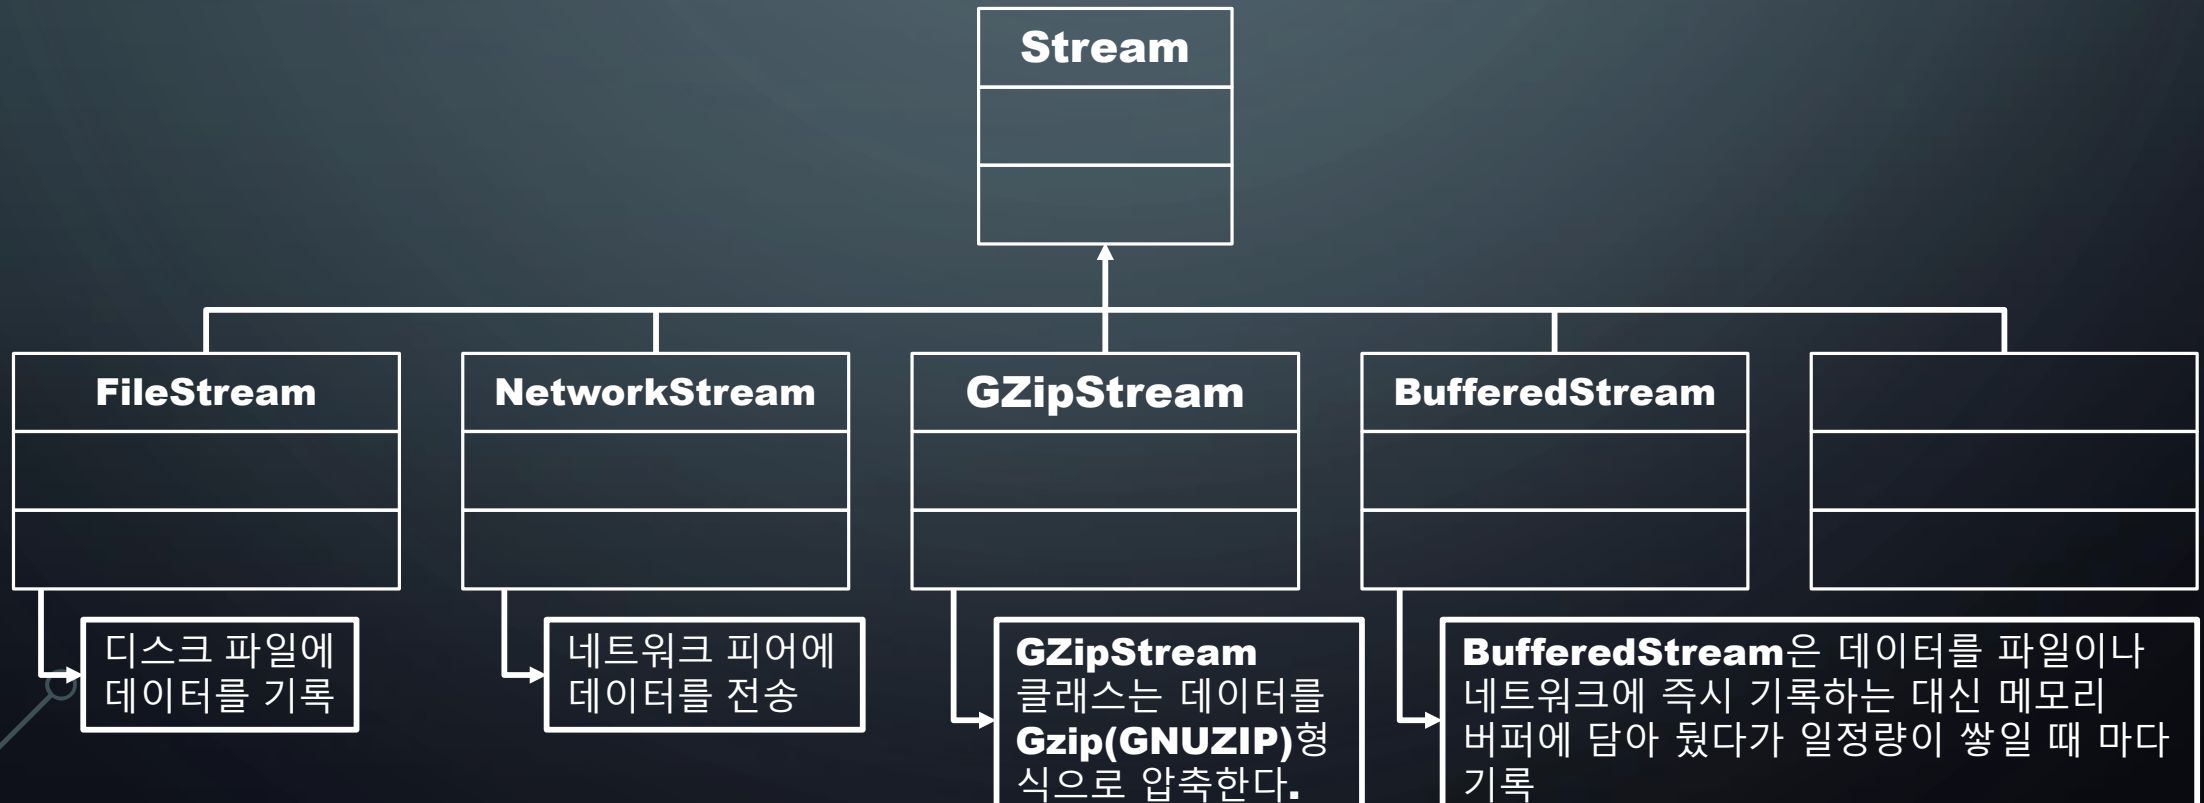 Stream
FileStream
NetworkStream
GZipStream
BufferedStream
디스크 파일에
데이터를 기록
네트워크 피어에
데이터를 전송
GZipStream
클래스는 데이터를
Gzip(GNUZIP)형
식으로 압축한다.
BufferedStream은 데이터를 파일이나
네트워크에 즉시 기록하는 대신 메모리
버퍼에 담아 뒀다가 일정량이 쌓일 때 마다
기록